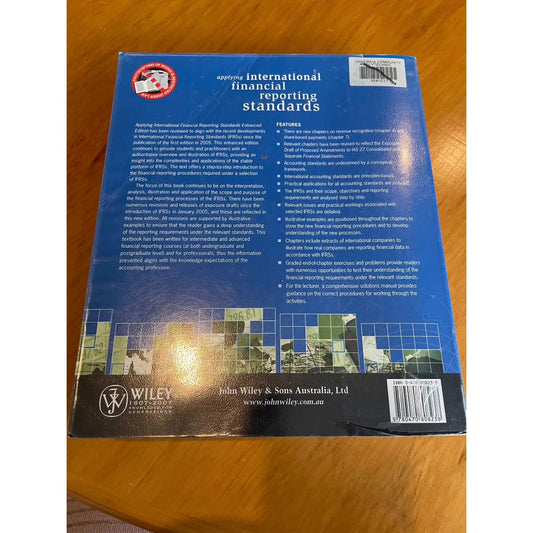 applying international
financial
reporting
standards
Applying International Financial Reporting Standards Enhanced
Edition has been reviewed to align with the recent developments
in International Financial Reporting Standards (IFRSs) since the
publication of the first edition in 2005. This enhanced edition
continues to provide students and practitioners with an
authoritative overview and illustration of IFRSs, providing an
insight into the complexities and applications of the stable
platform of IFRSs. The text offers a step-by-step introduction to
the financial reporting procedures required under a selection
of IFRSs.
The focus of this book continues to be on the interpretation,
analysis, illustration and application of the scope and purpose of
the financial reporting processes of the IFRSs. There have been
numerous revisions and releases of exposure drafts since the
introduction of IFRSs in January 2005, and these are reflected in
this new edition. All revisions are supported by illustrative
examples to ensure that the reader gains a deep understanding
of the reporting requirements under the relevant standards. This
textbook has been written for intermediate and advanced
financial reporting courses (at both undergraduate and
postgraduate level) and for professionals; thus the information
presented aligns with the knowledge expectations of the
accounting profession.
FEATURES
There are new chapters on revenue recognition (chapter 4) and
share-based payments (chapter 7).
Relevant chapters have been revised to reflect the Exposure
Draft of Proposed Amendments to IAS 27 Consolidated and
Separate Financial Statements.
Accounting standards are underpinned by a conceptual
framework.
International accounting standards are principles-based.
Practical applications for all accounting standards are
The IFRSs and their scope, objectives and reporting
requirements are analysed step by step.
Relevant issues and practical works associated with
selected IFRSs are detailed.
Illustrative examples are positioned throughout the chapters to
show the new financial reporting procedures and to develop
understanding of the new processes.
Chapters include extracts of international companies to
illustrate how real companies are reporting financial data in
accordance with IFRSs.
Graded end-of-chapter exercises and problems provide readers
with numerous opportunities to test their understanding of the
financial reporting requirements under the relevant standards.
For the lecturer, a comprehensive solutions manual provides
guidance on the correct procedures for working through the
activities.
WILEY
1807-2007
KNOWLEDGE FOR
GENERATIONS
John Wiley & Sons Australia, Ltd
www.johnwiley.com.au
ISBN 0-470-80823-3
9 780470 808238